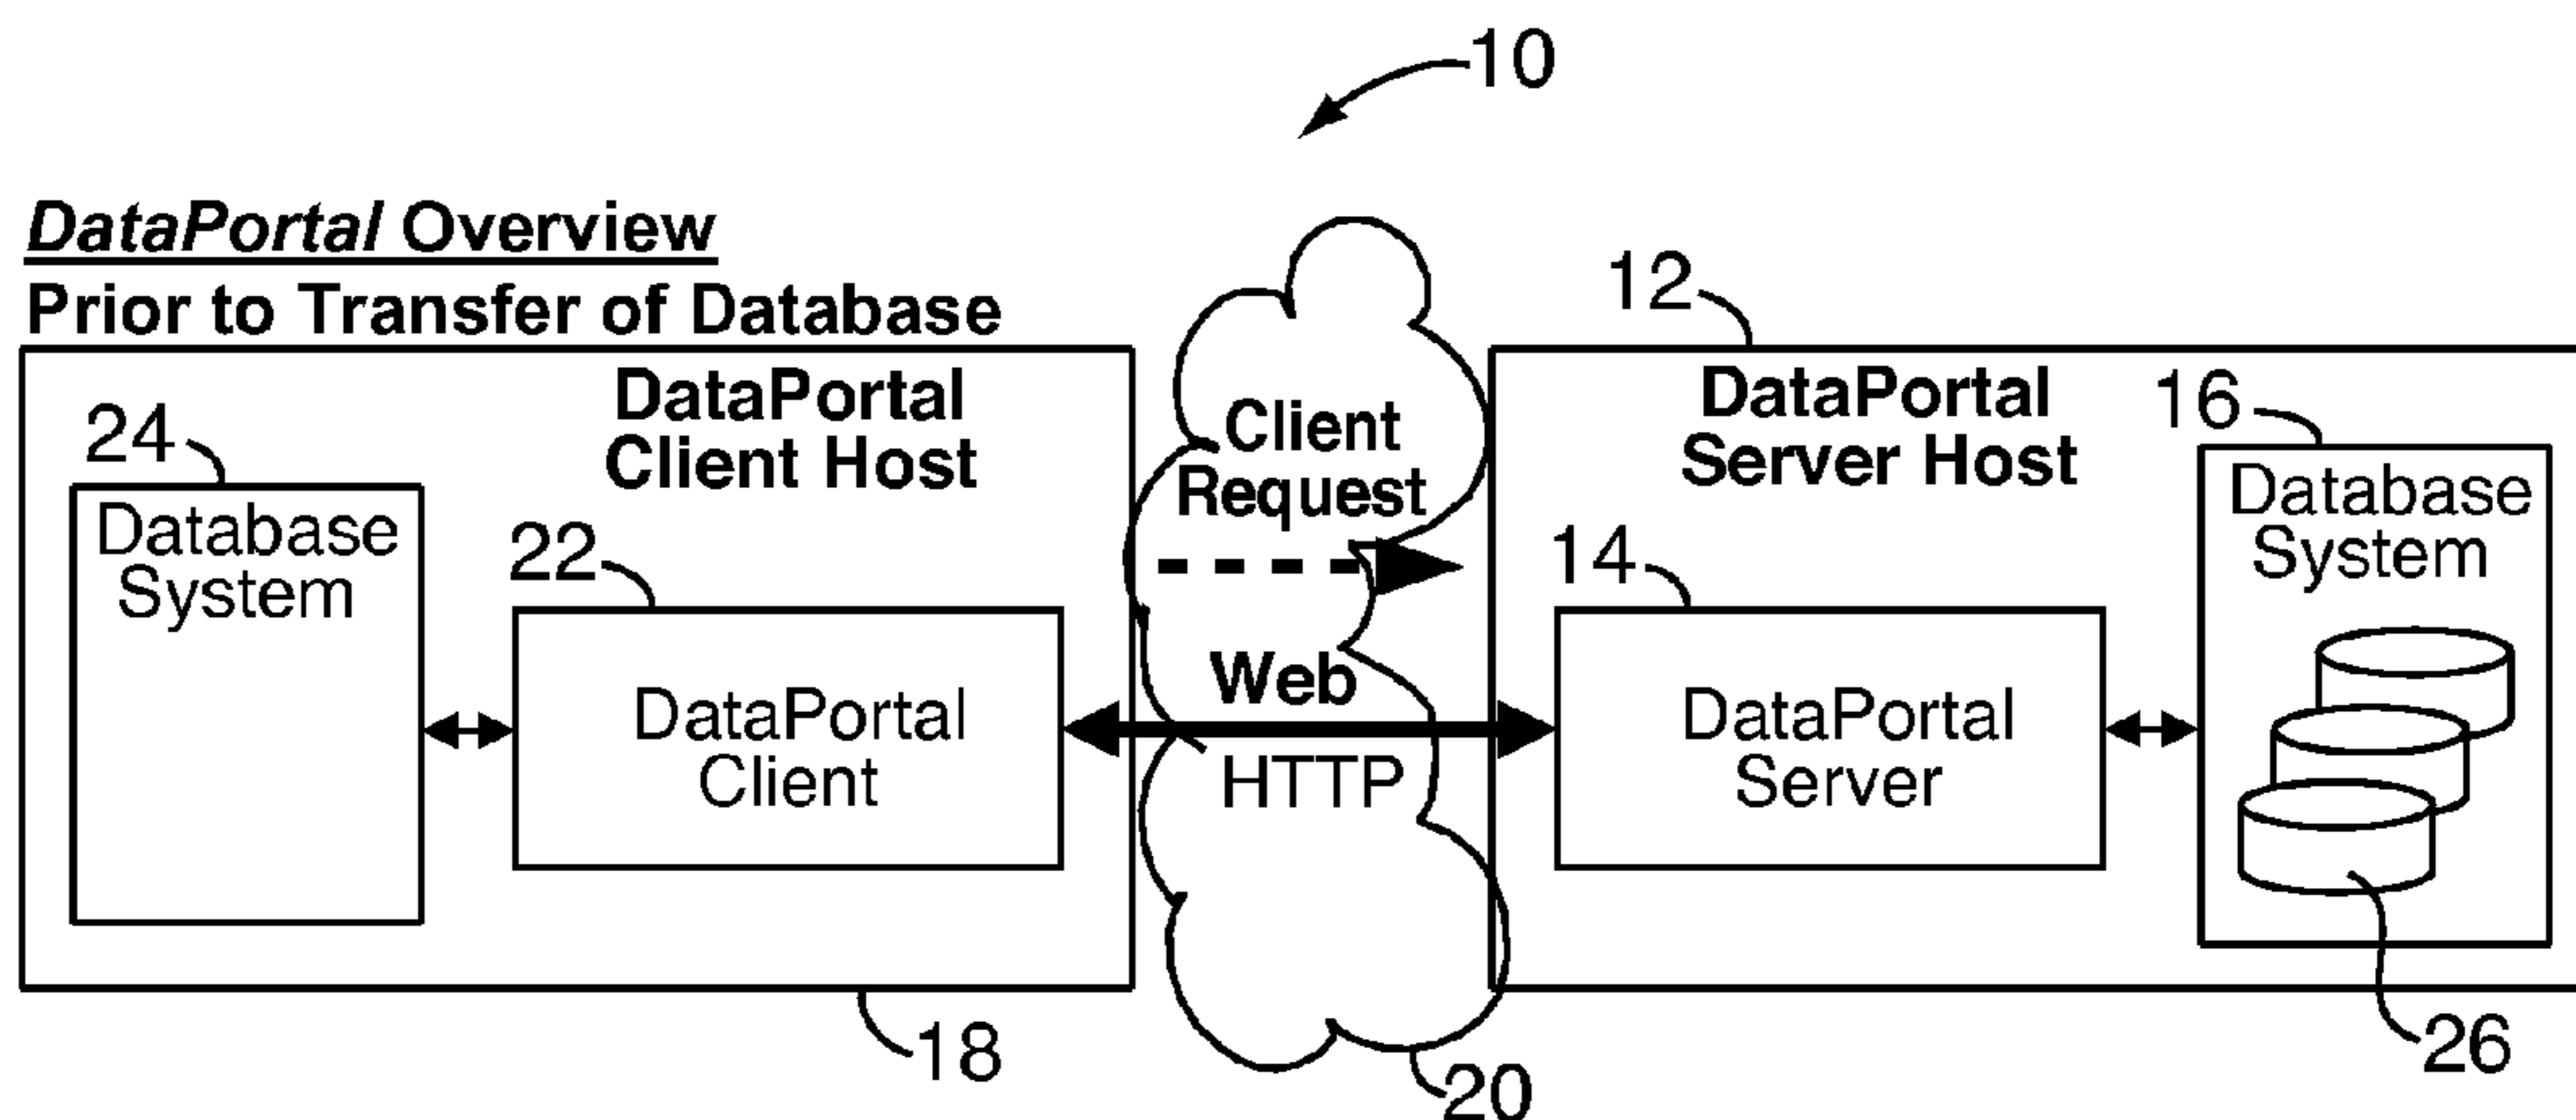 10
DataPortal Overview
Prior to Transfer of Database
12
DataPortal
Client Host
24
Database
System
22
DataPortal
Client
18
Client
Request
Web
HTTP
20
DataPortal
Server Host
16
Database
System
14
DataPortal
Server
26